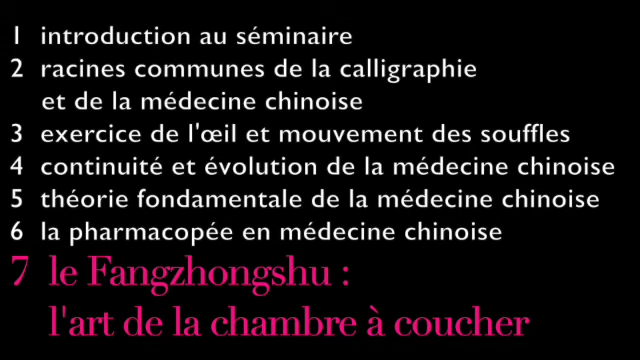 1 introduction au séminaire
2 racines communes de la calligraphie
et de la médecine chinoise
3 exercice de l'œil et mouvement des souffles
4 continuité et évolution de la médecine chinoise
5 théorie fondamentale de la médecine chinoise
6 la pharmacopée en médecine chinoise
7 le Fangzhongshu :
l'art de la chambre à coucher